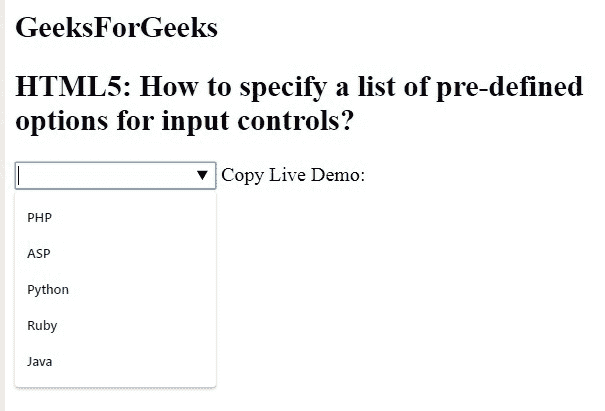 GeeksForGeeks
HTML5: How to specify a list of pre-defined
options for input controls?
Copy Live Demo:
PHP
ASP
Python
Ruby
Java